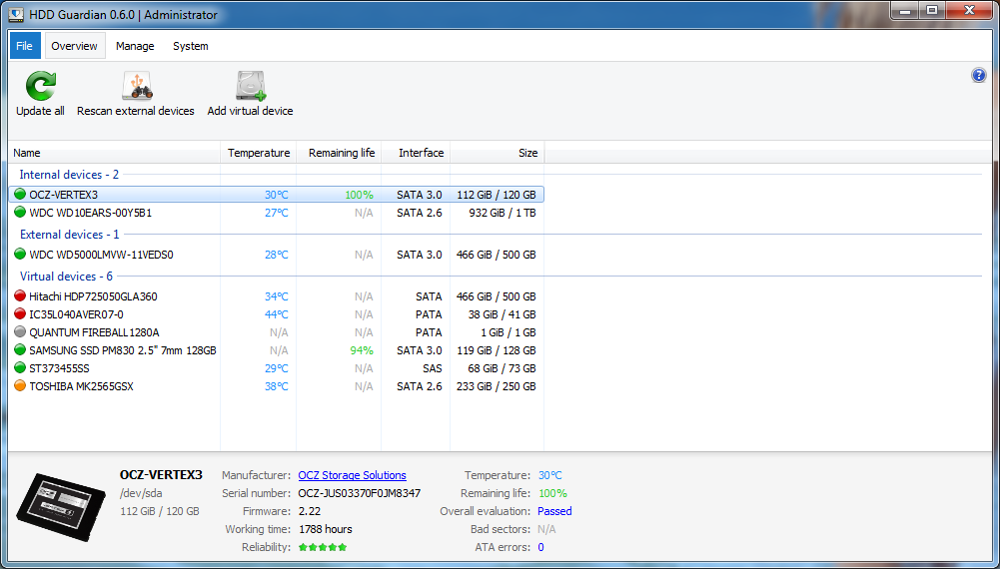 HDD Guardian 0.6.0 | Administrator
File Overview Manage System
Update all Rescan external devices Add virtual device
Name Temperature Remaining life Interface Size
Internal devices - 2
OCZ-VERTEX3 30°C 100% SATA 3.0 112 GiB / 120 GB
WDC WD10EARS-00Y5B1 27°C N/A SATA 2.6 932 GiB / 1 TB
External devices - 1
WDC WD5000LMVW-11VEDS0 28°C N/A SATA 3.0 466 GiB / 500 GB
Virtual devices - 6
Hitachi HDP725050GLA360 34°C N/A SATA 466 GiB / 500 GB
IC35L040AVER07-0 44°C N/A PATA 38 GiB / 41 GB
QUANTUM FIREBALL1280A N/A N/A PATA 1 GiB / 1 GB
SAMSUNG SSD PM830 2.5" 7mm 128GB N/A 94% SATA 3.0 119 GiB / 128 GB
ST373455SS 29°C N/A SAS 68 GiB / 73 GB
TOSHIBA MK2565GSX 38°C N/A SATA 2.6 233 GiB / 250 GB
OCZ-VERTEX3 Manufacturer: OCZ Storage Solutions Temperature: 30°C
/dev/sda Serial number: OCZ-JUS03370F0JM8347 Remaining life: 100%
112 GiB / 120 GB Firmware: 2.22 Overall evaluation: Passed
Working time: 1788 hours Bad sectors: N/A
Reliability: ATA errors: 0